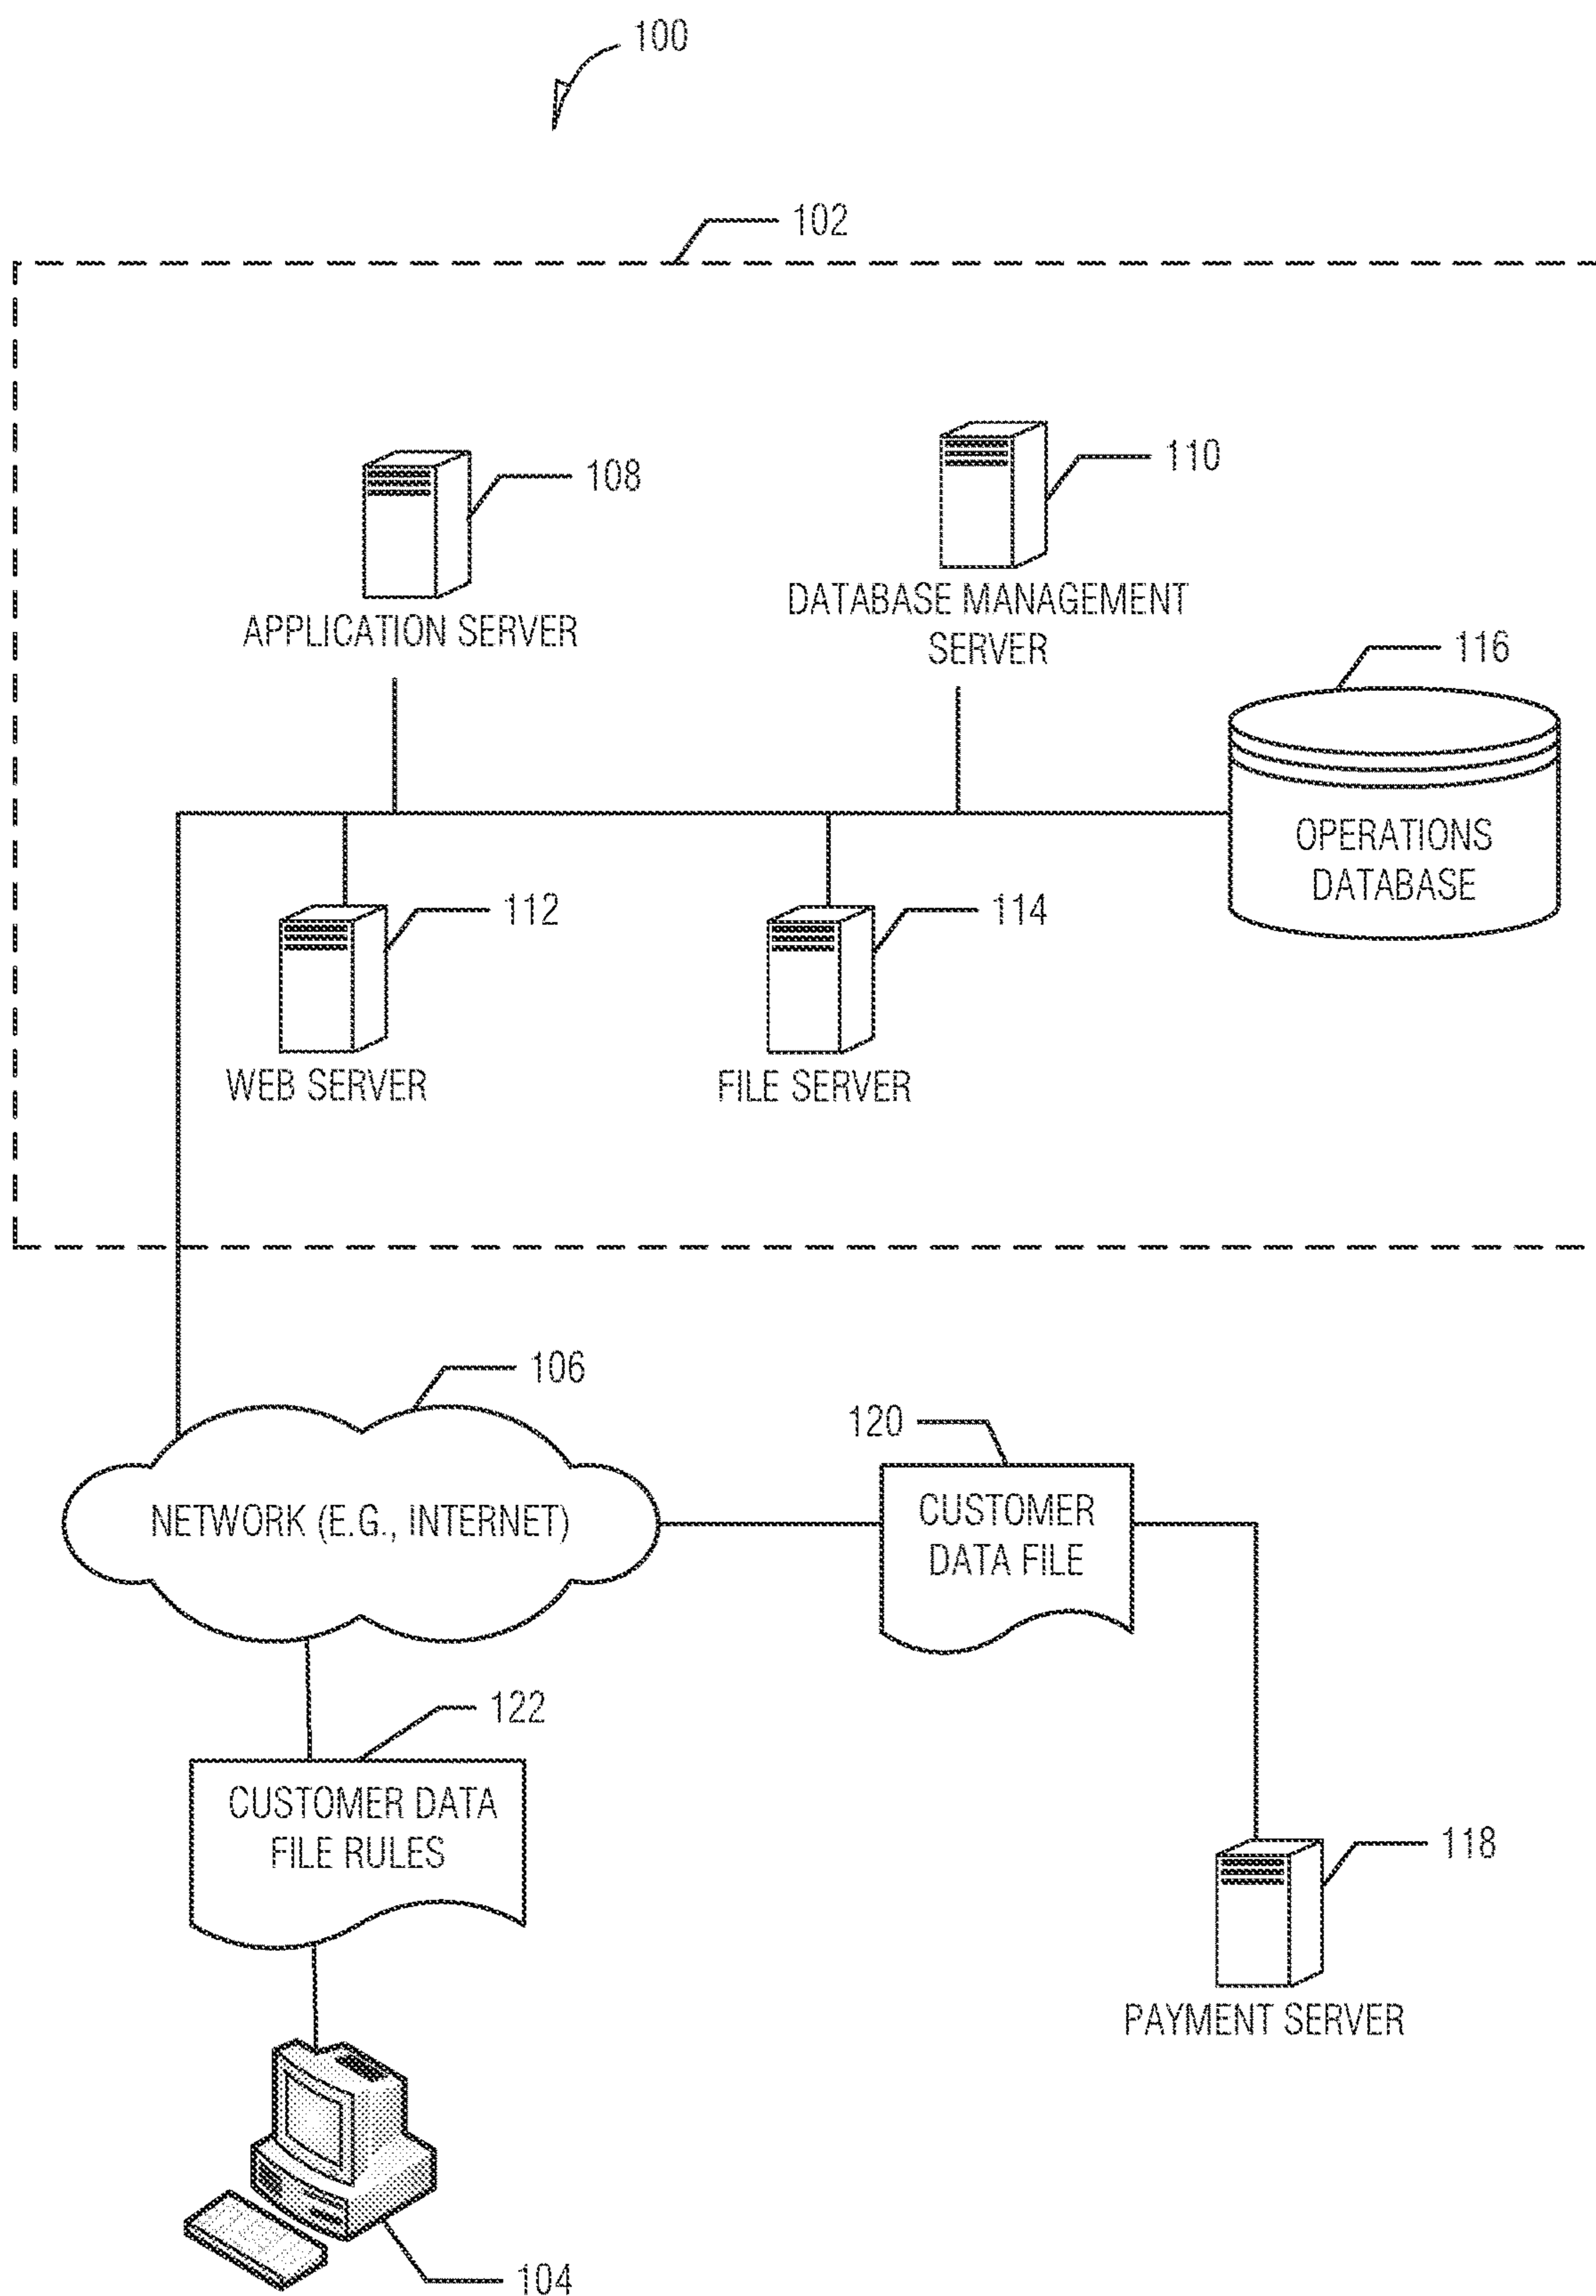 100
102
108
110
APPLICATION SERVER
DATABASE MANAGEMENT
SERVER
116
OPERATIONS
DATABASE
112
114
WEB SERVER
FILE SERVER
106
120
NETWORK (E.G., INTERNET)
CUSTOMER
DATA FILE
122
CUSTOMER DATA
FILE RULES
118
PAYMENT SERVER
104